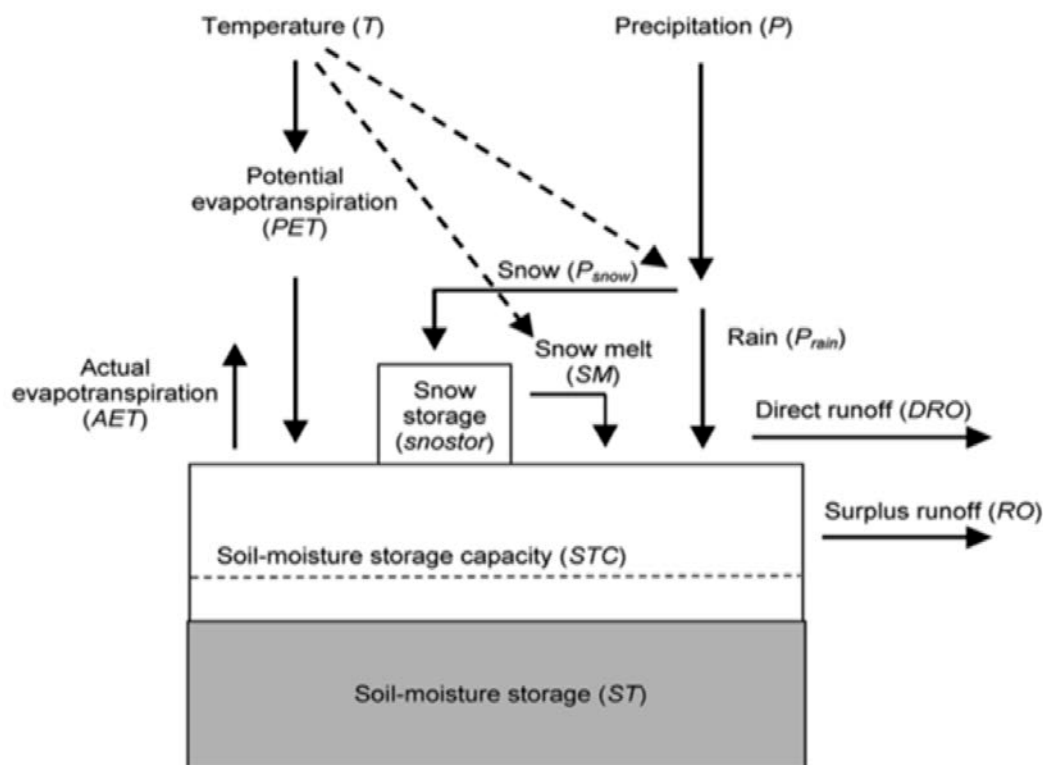 Temperature (T)
Precipitation (P)
Potential
evapotranspiration
(PET)
Snow (Psnow)
Rain (Prain)
Snow melt
(SM)
Actual
evapotranspiration
(AET)
Snow
storage
(snostor)
Direct runoff (DRO)
Surplus runoff (RO)
Soil-moisture storage capacity (STC)
Soil-moisture storage (ST)